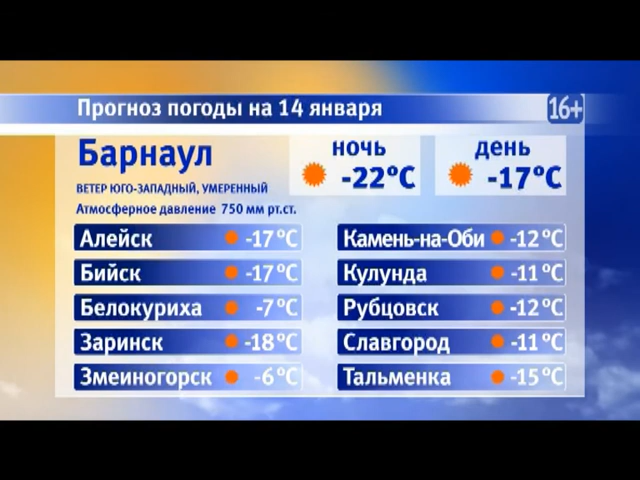 Прогноз погоды на 14 января
16+
Барнаул
ночь
-22°C
день
-17°C
ВЕТЕР ЮГО-ЗАПАДНЫЙ, УМЕРЕННЫЙ
Атмосферное давление 750 мм рт.ст.
Алейск -17°C
Бийск -17°C
Белокуриха -7°C
Заринск -18°C
Змеиногорск -6°C
Камень-на-Оби -12°C
Кулунда -11°C
Рубцовск -12°C
Славгород -11°C
Тальменка -15°C